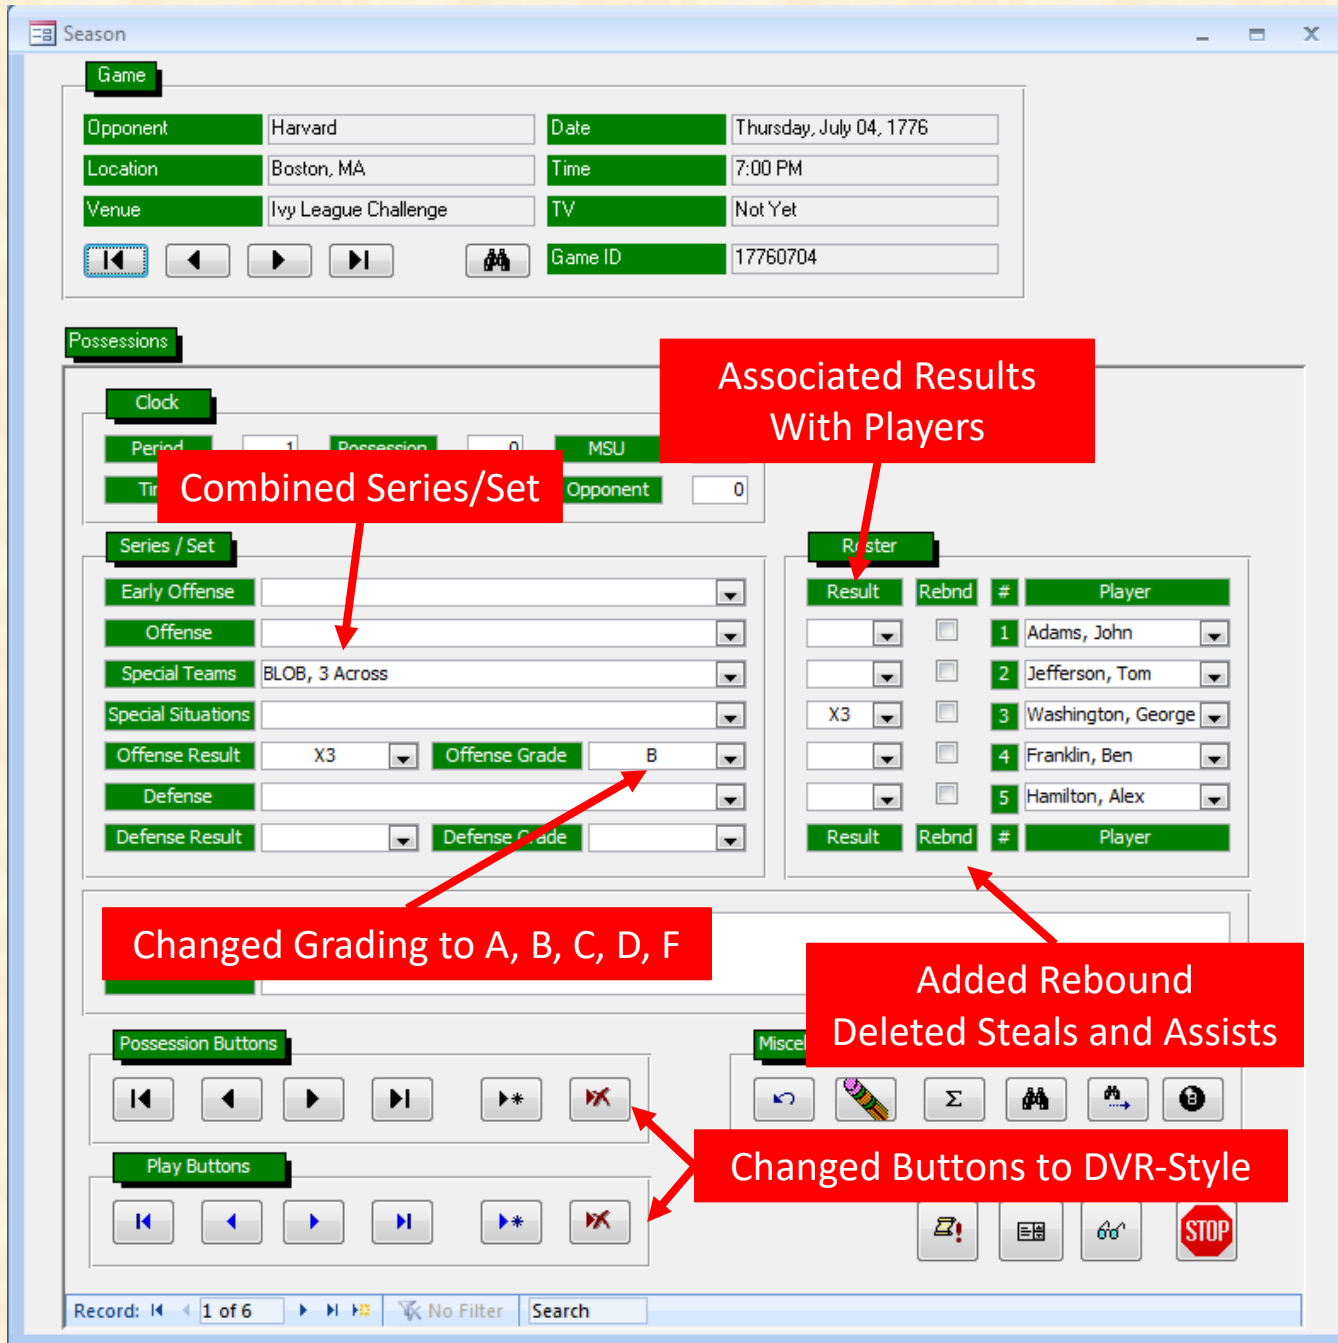 Season
Game
Opponent Harvard Date Thursday, July 04, 1776
Location Boston, MA Time 7:00 PM
Venue Ivy League Challenge TV Not Yet
Game ID 17760704
Possessions
Associated Results
With Players
Clock
Period 1 Possession 0 MSU
Combined Series/Set
Opponent 0
Series / Set
Roster
Early Offense
Result Rebnd # Player
Offense
1 Adams, John
Special Teams BLOB, 3 Across
2 Jefferson, Tom
Special Situations
X3 3 Washington, George
Offense Result X3 Offense Grade B
4 Franklin, Ben
Defense
5 Hamilton, Alex
Defense Result Defense Grade
Result Rebnd # Player
Changed Grading to A, B, C, D, F
Added Rebound
Deleted Steals and Assists
Possession Buttons
Σ
Changed Buttons to DVR-Style
Play Buttons
STOP
Record: 1 of 6 No Filter Search